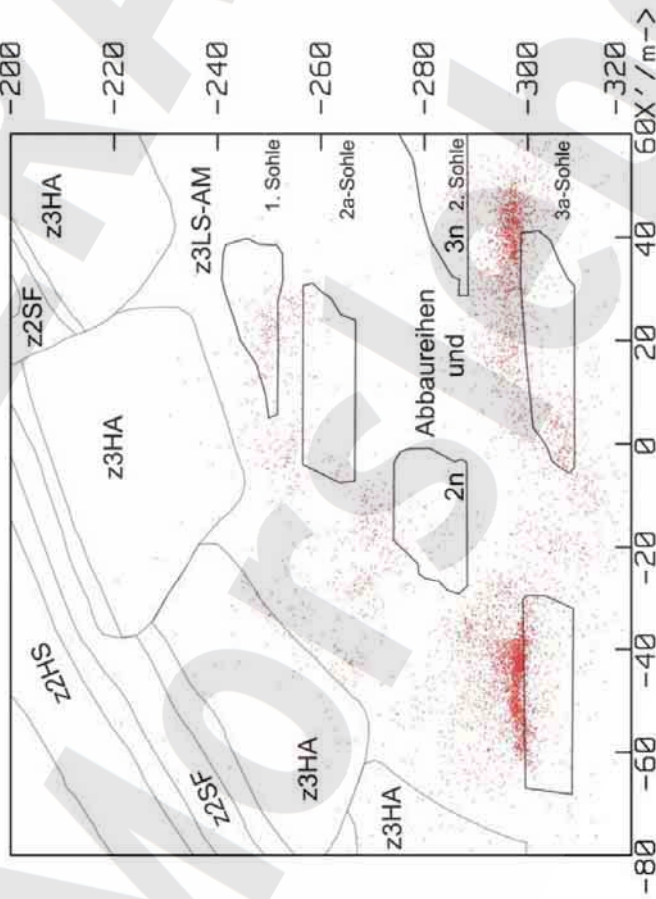 -200
-220
-240
-260
-280
-300
-320
z3HA
z2SF
z3LS-AM
1. Sohle
2a-Sohle
z3HA
z2HS
Abbaureihen
3n 2. Sohle
und
2n
3a-Sohle
z2SF
z3HA
z3HA
-80
-60
-40
-20
0
20
40
60X'/m->